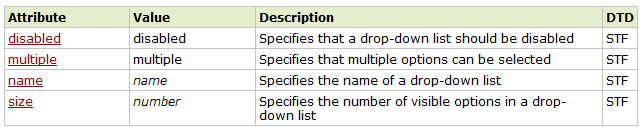 Attribute Value Description DTD
disabled disabled Specifies that a drop-down list should be disabled STF
multiple multiple Specifies that multiple options can be selected STF
name name Specifies the name of a drop-down list STF
size number Specifies the number of visible options in a drop- STF
down list